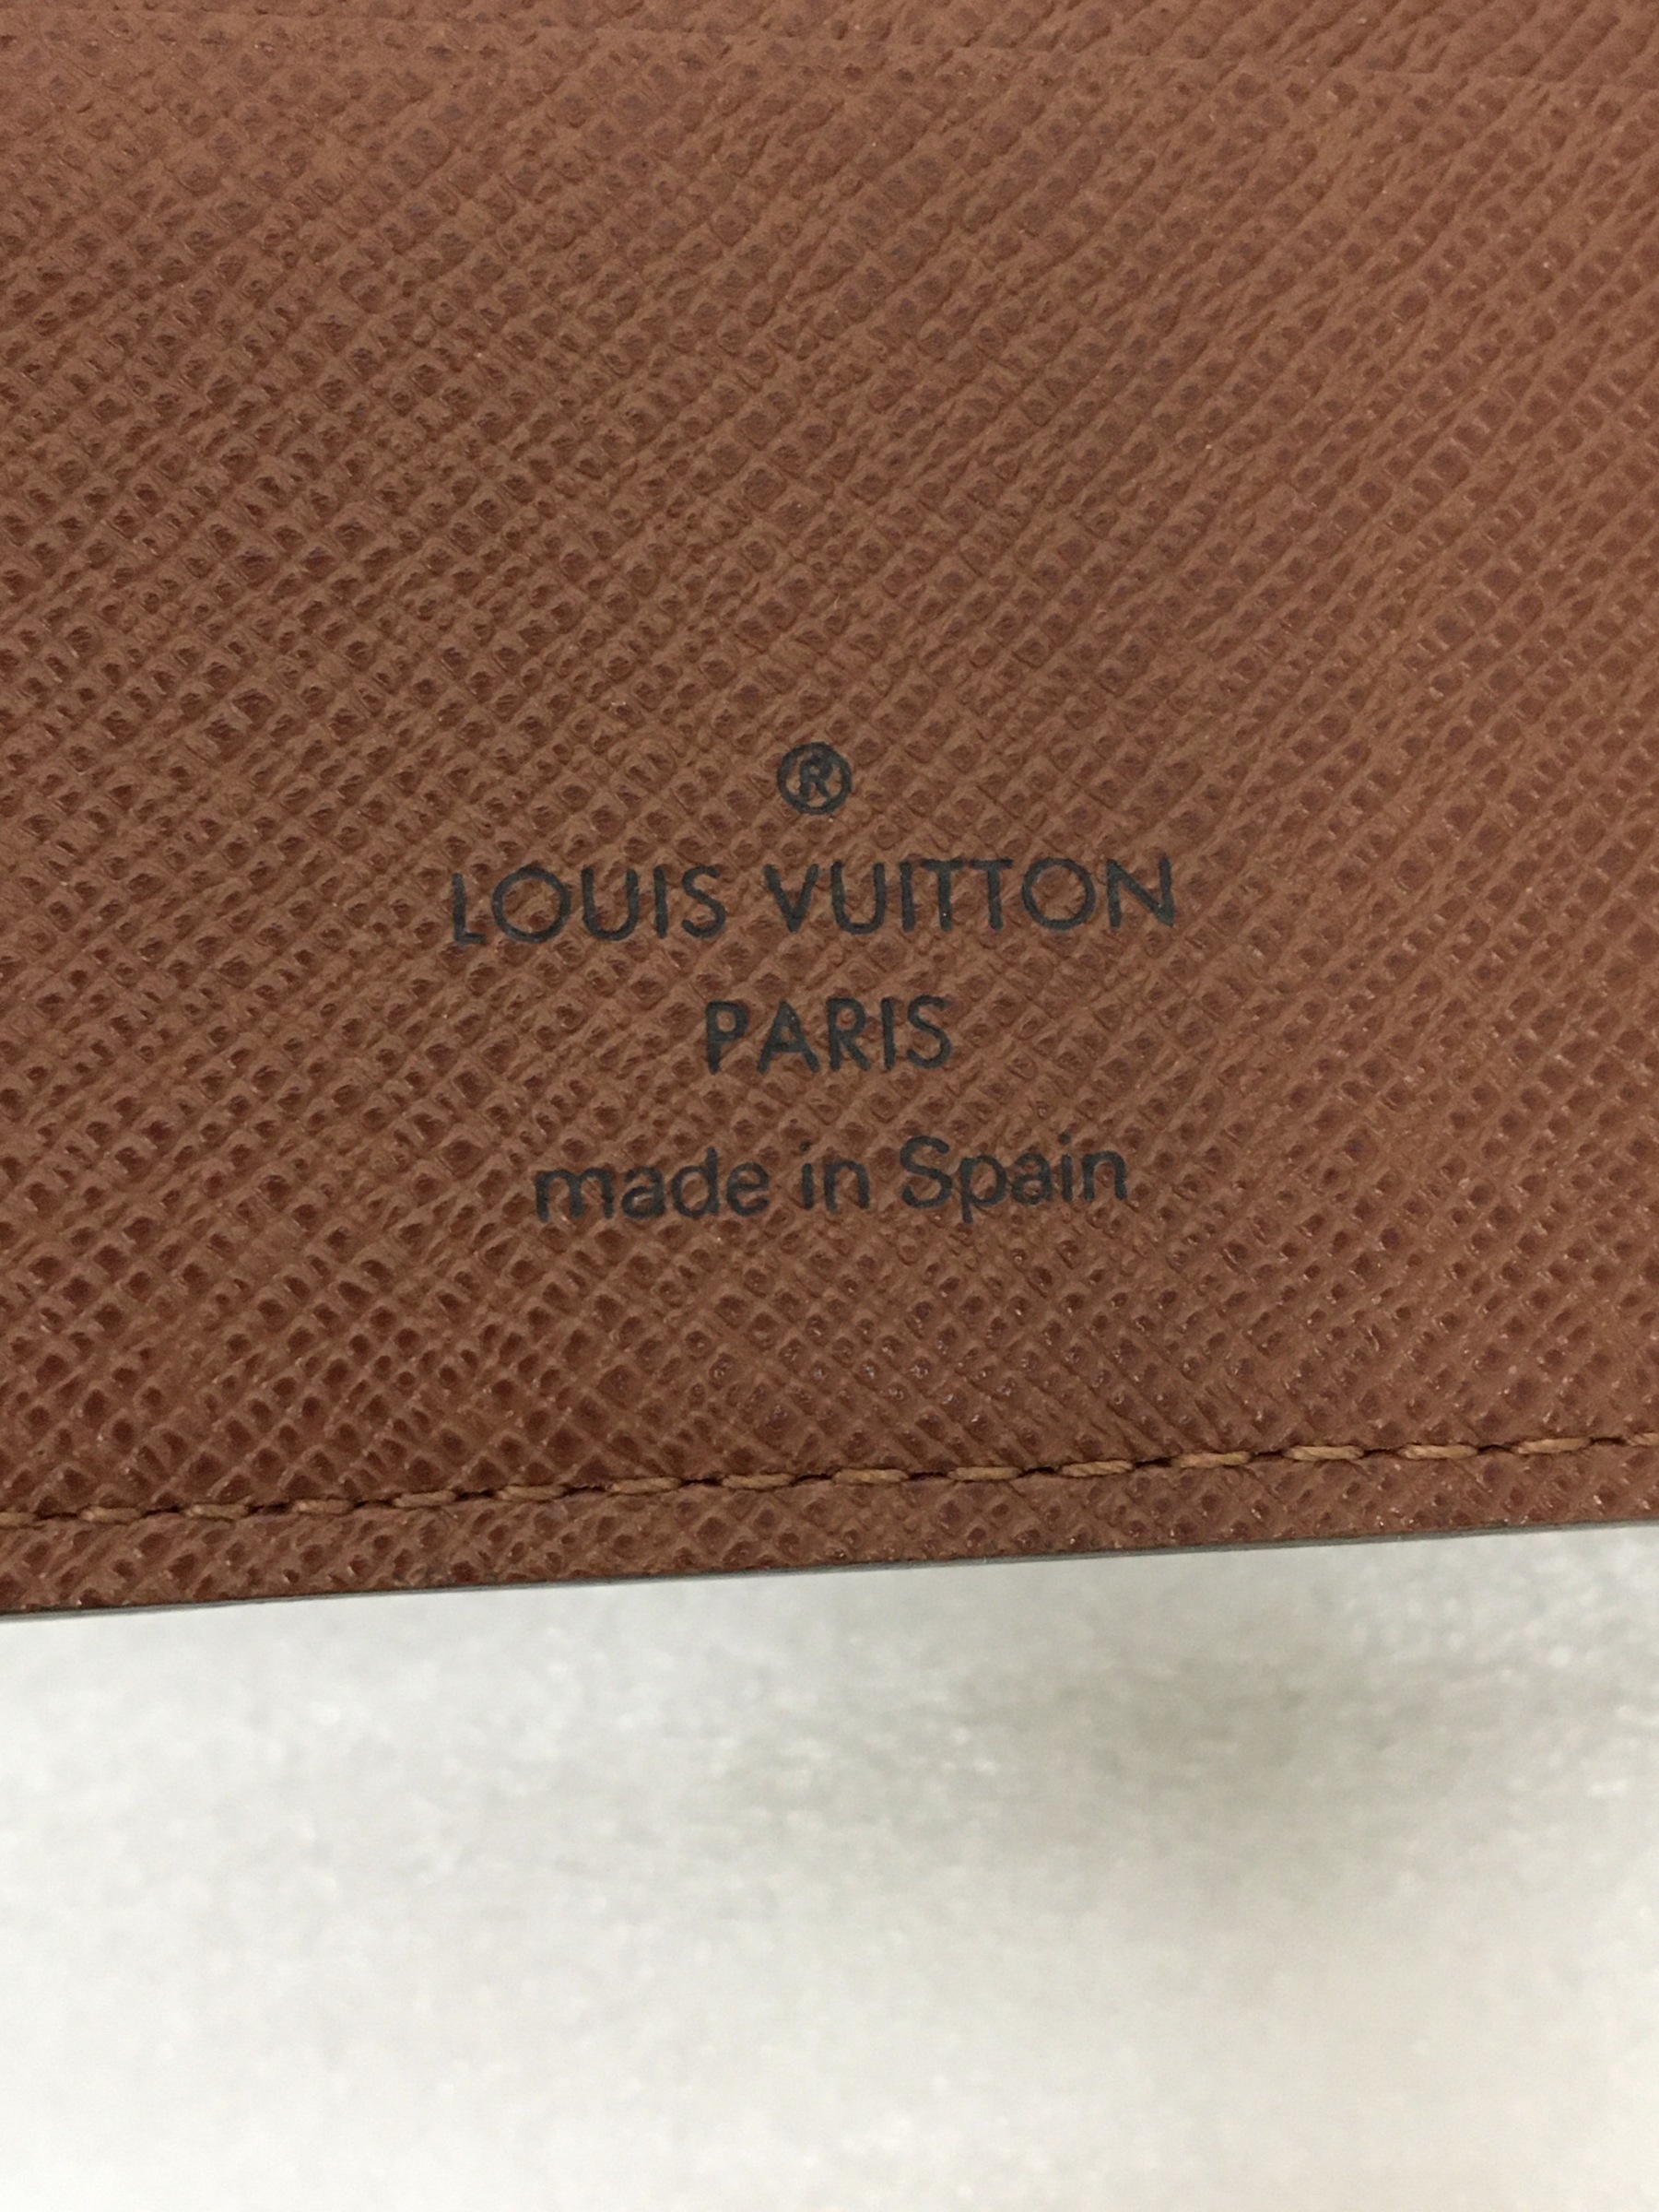 ®
LOUIS VUITTON
PARIS
made in Spain